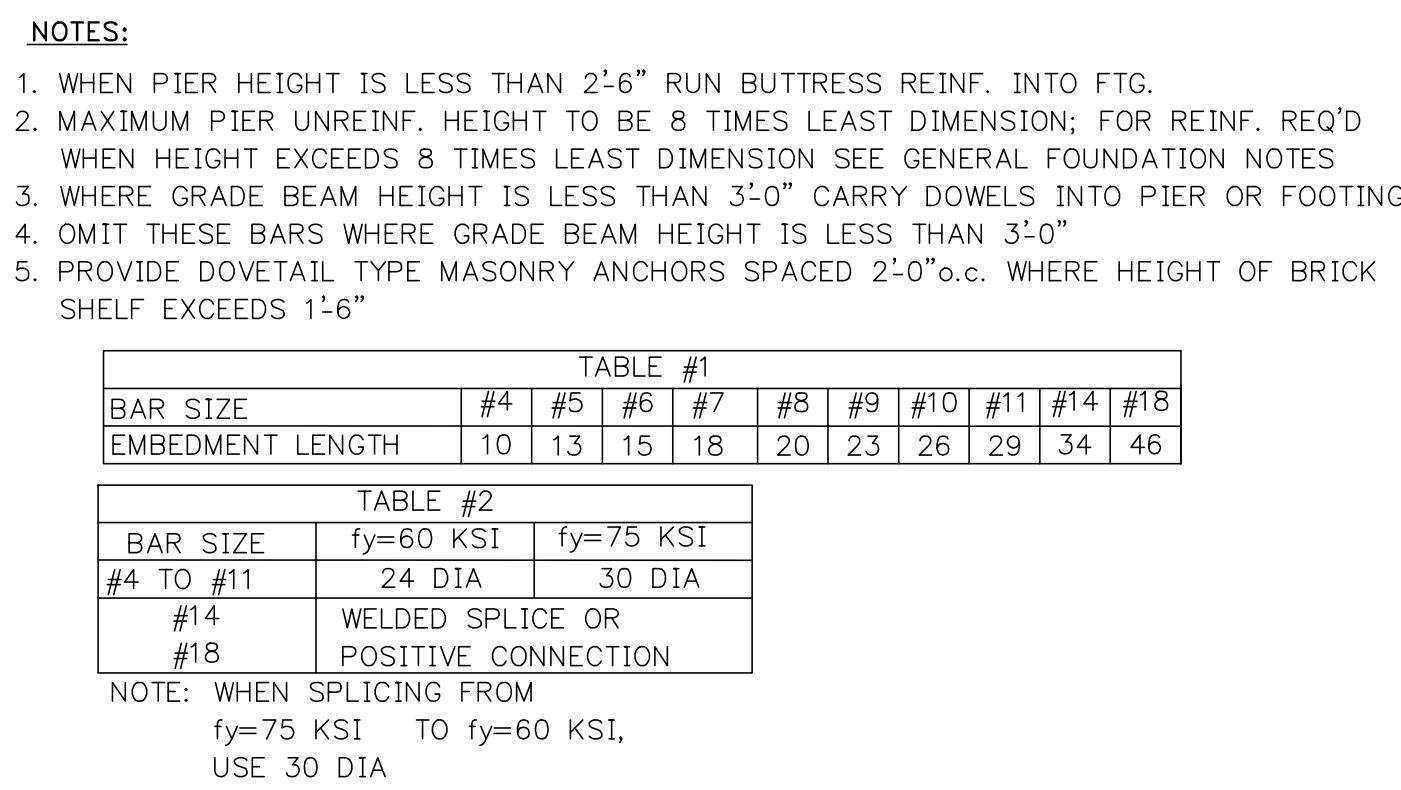 NOTES:
1. WHEN PIER HEIGHT IS LESS THAN 2'-6" RUN BUTTRESS REINF. INTO FTG.
2. MAXIMUM PIER UNREINF. HEIGHT TO BE 8 TIMES LEAST DIMENSION; FOR REINF. REQ'D
WHEN HEIGHT EXCEEDS 8 TIMES LEAST DIMENSION SEE GENERAL FOUNDATION NOTES
3. WHERE GRADE BEAM HEIGHT IS LESS THAN 3'-0" CARRY DOWELS INTO PIER OR FOOTING
4. OMIT THESE BARS WHERE GRADE BEAM HEIGHT IS LESS THAN 3'-0"
5. PROVIDE DOVETAIL TYPE MASONRY ANCHORS SPACED 2'-0"o.c. WHERE HEIGHT OF BRICK
SHELF EXCEEDS 1'-6"
TABLE #1
BAR SIZE #4 #5 #6 #7 #8 #9 #10 #11 #14 #18
EMBEDMENT LENGTH 10 13 15 18 20 23 26 29 34 46
TABLE #2
BAR SIZE fy=60 KSI fy=75 KSI
#4 TO #11 24 DIA 30 DIA
#14 WELDED SPLICE OR
#18 POSITIVE CONNECTION
NOTE: WHEN SPLICING FROM
fy=75 KSI TO fy=60 KSI,
USE 30 DIA